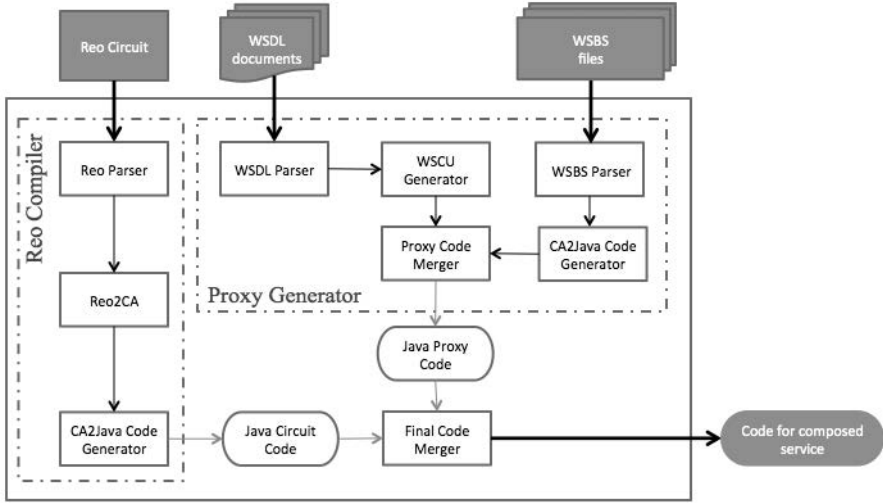 Reo Circuit
WSDL
documents
WSBS
files
Reo Compiler
Reo Parser
WSDL Parser
WSCU
Generator
WSBS Parser
Proxy Code
Merger
CA2Java Code
Generator
Reo2CA
Proxy Generator
Java Proxy
Code
CA2Java Code
Generator
Java Circuit
Code
Final Code
Merger
Code for composed
service